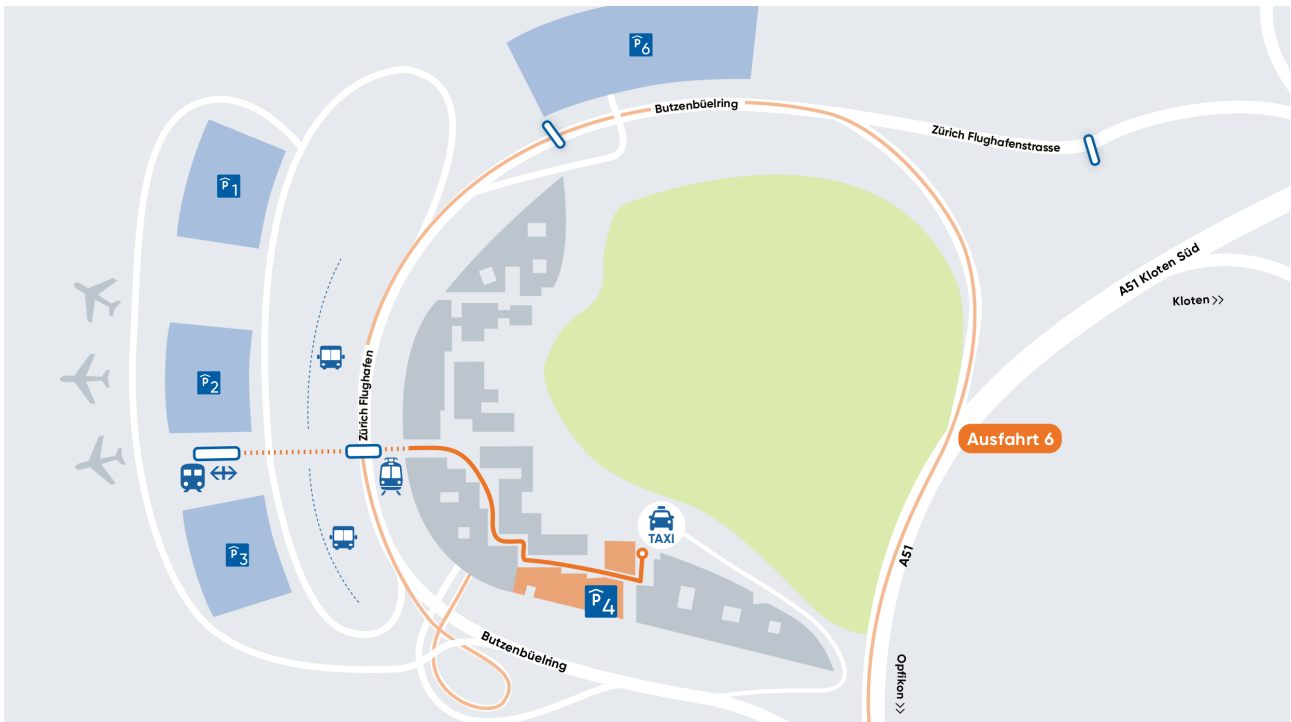 P6
Butzenbüelring
Zürich Flughafenstrasse
P1
A51 Kloten Süd
Kloten >>
Zürich Flughafen
P2
Ausfahrt 6
P3
TAXI
A51
P4
Butzenbüelring
Opfikon >>